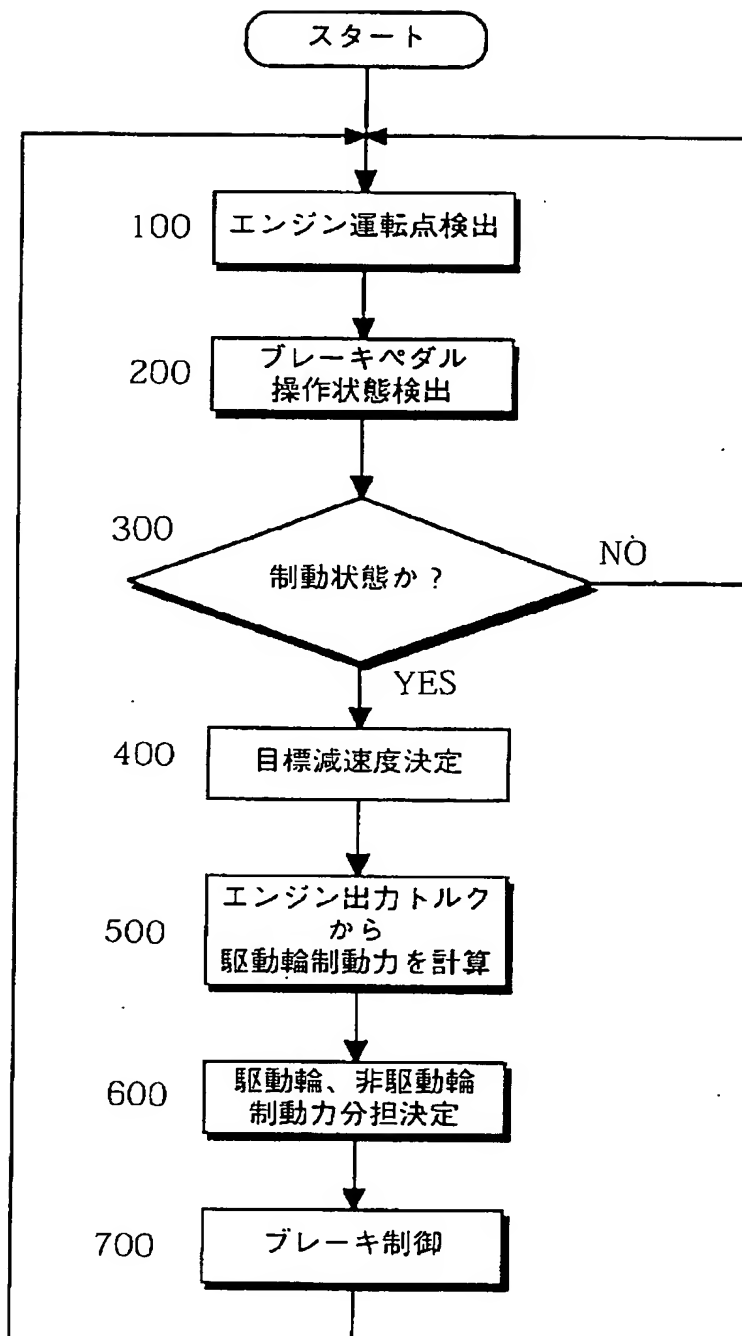 スタート
100
エンジン運転点検出
200
ブレーキペダル
操作状態検出
300
制動状態か?
NO
YES
400
目標減速度決定
500
エンジン出力トルク
から
駆動輪制動力を計算
600
駆動輪、非駆動輪
制動力分担決定
700
ブレーキ制御